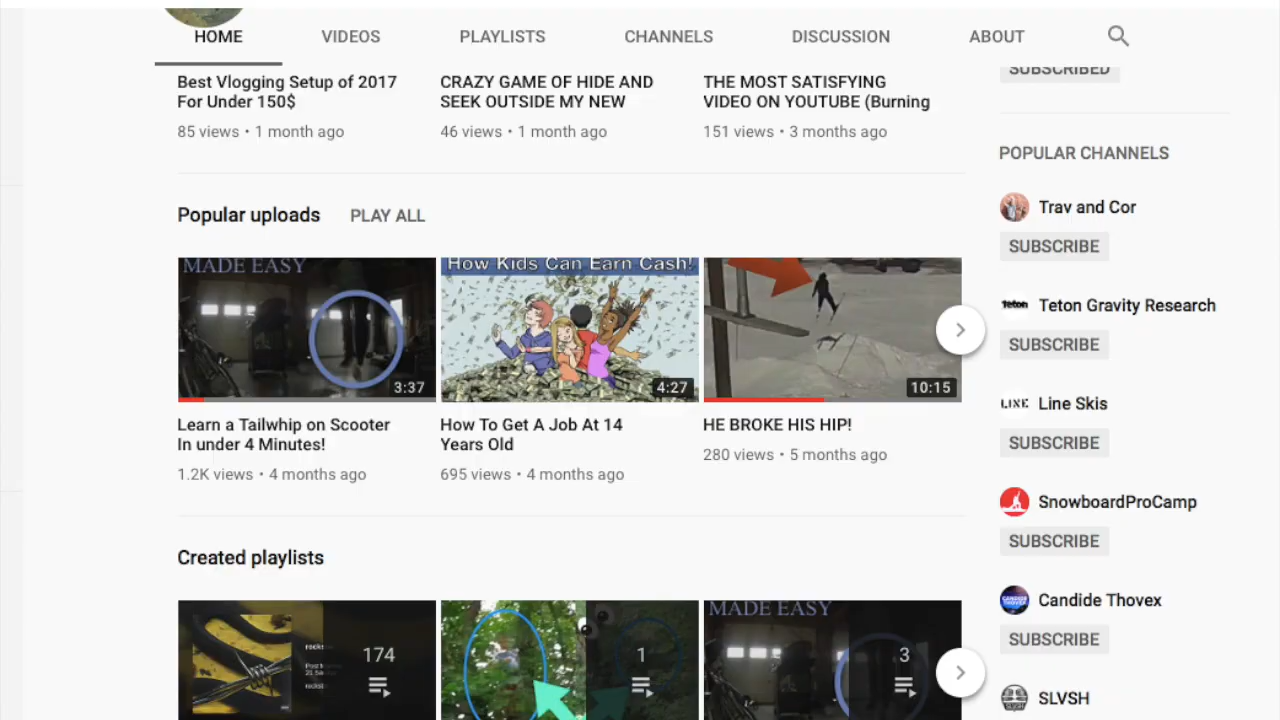 HOME VIDEOS PLAYLISTS CHANNELS DISCUSSION ABOUT
SUBSCRIBED
Best Vlogging Setup of 2017
For Under 150$
85 views • 1 month ago
CRAZY GAME OF HIDE AND
SEEK OUTSIDE MY NEW
46 views • 1 month ago
THE MOST SATISFYING
VIDEO ON YOUTUBE (Burning
151 views • 3 months ago
Popular uploads PLAY ALL
MADE EASY
3:37
Learn a Tailwhip on Scooter
In under 4 Minutes!
1.2K views • 4 months ago
How Kids Can Earn Cash!
4:27
How To Get A Job At 14
Years Old
695 views • 4 months ago
10:15
HE BROKE HIS HIP!
280 views • 5 months ago
Created playlists
174
1
MADE EASY
3
POPULAR CHANNELS
Trav and Cor
SUBSCRIBE
Teton
Teton Gravity Research
SUBSCRIBE
LINE
Line Skis
SUBSCRIBE
SnowboardProCamp
SUBSCRIBE
CANDIDE
THOVEX
Candide Thovex
SUBSCRIBE
SLVSH